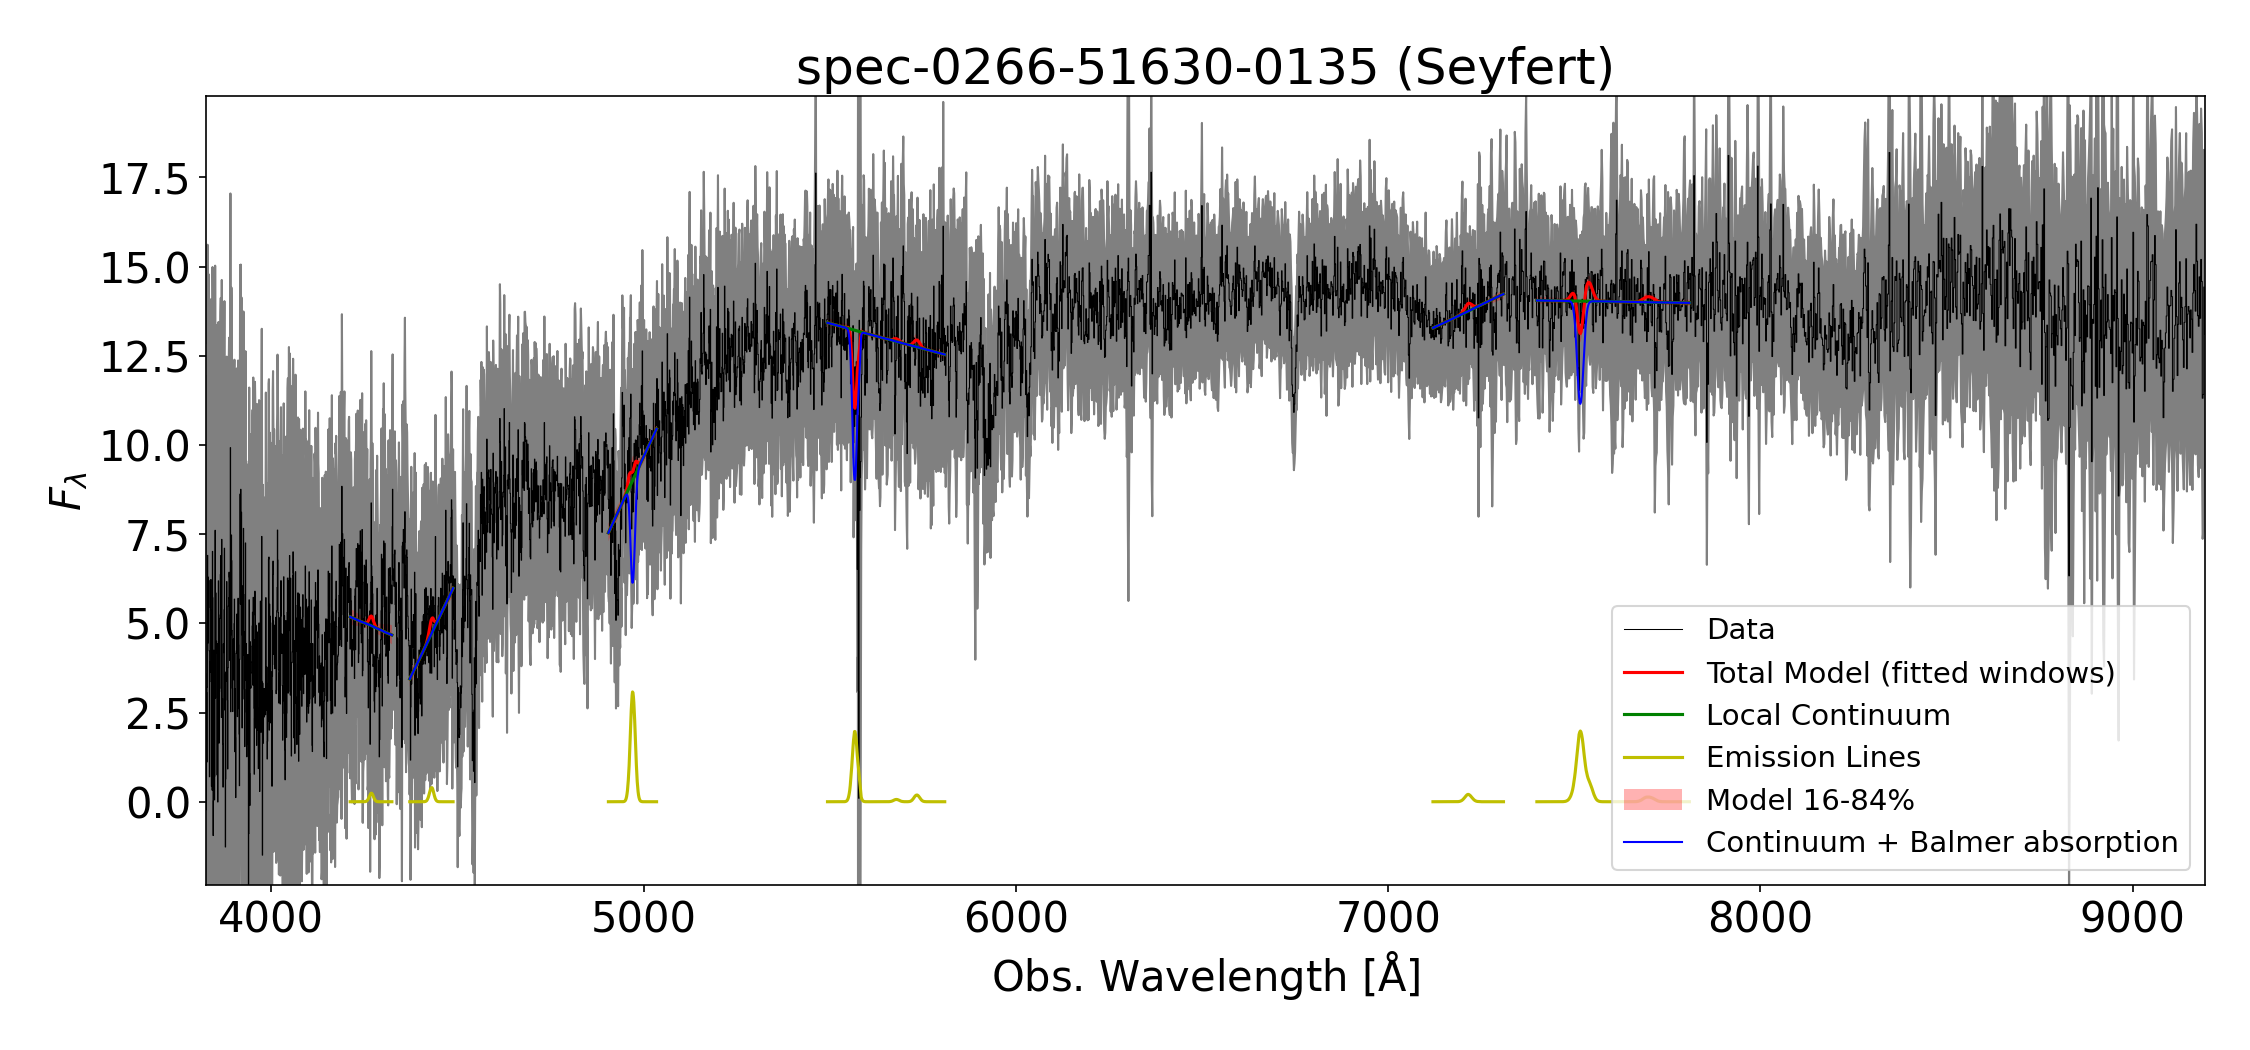 spec-0266-51630-0135 (Seyfert)
17.5
15.0
12.5
10.0
7.5
5.0
2.5
0.0
Fλ
4000 5000 6000 7000 8000 9000
Obs. Wavelength [Å]
Data
Total Model (fitted windows)
Local Continuum
Emission Lines
Model 16-84%
Continuum + Balmer absorption